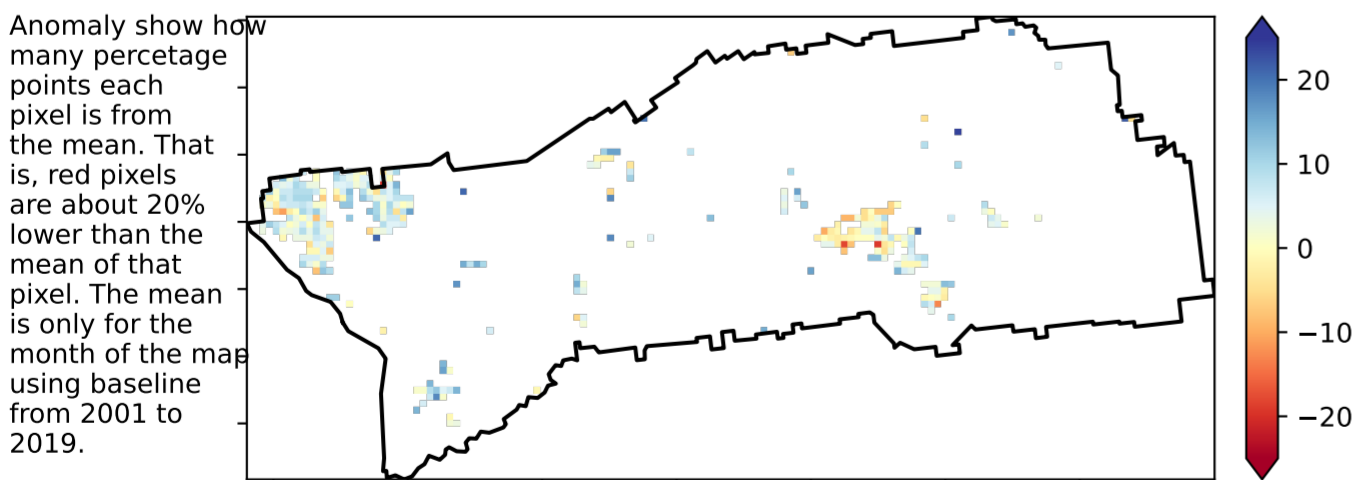 Anomaly show how
many percetage
points each
pixel is from
the mean. That
is, red pixels
are about 20%
lower than the
mean of that
pixel. The mean
is only for the
month of the map
using baseline
from 2001 to
2019.
20
10
0
−10
−20